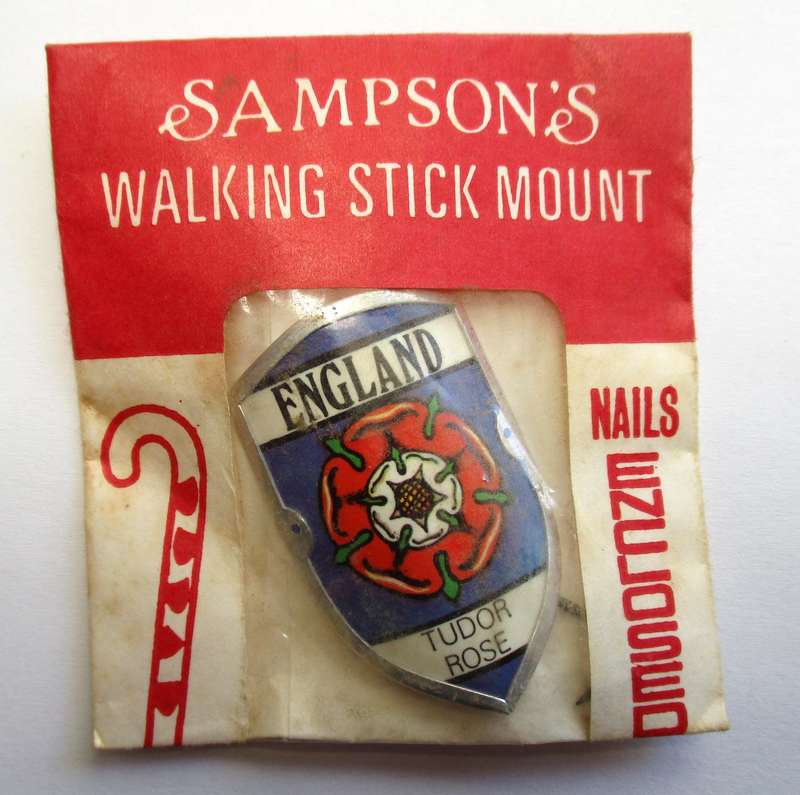 SAMPSON'S
WALKING STICK MOUNT
ENGLAND
TUDOR
ROSE
NAILS
ENCLOSED